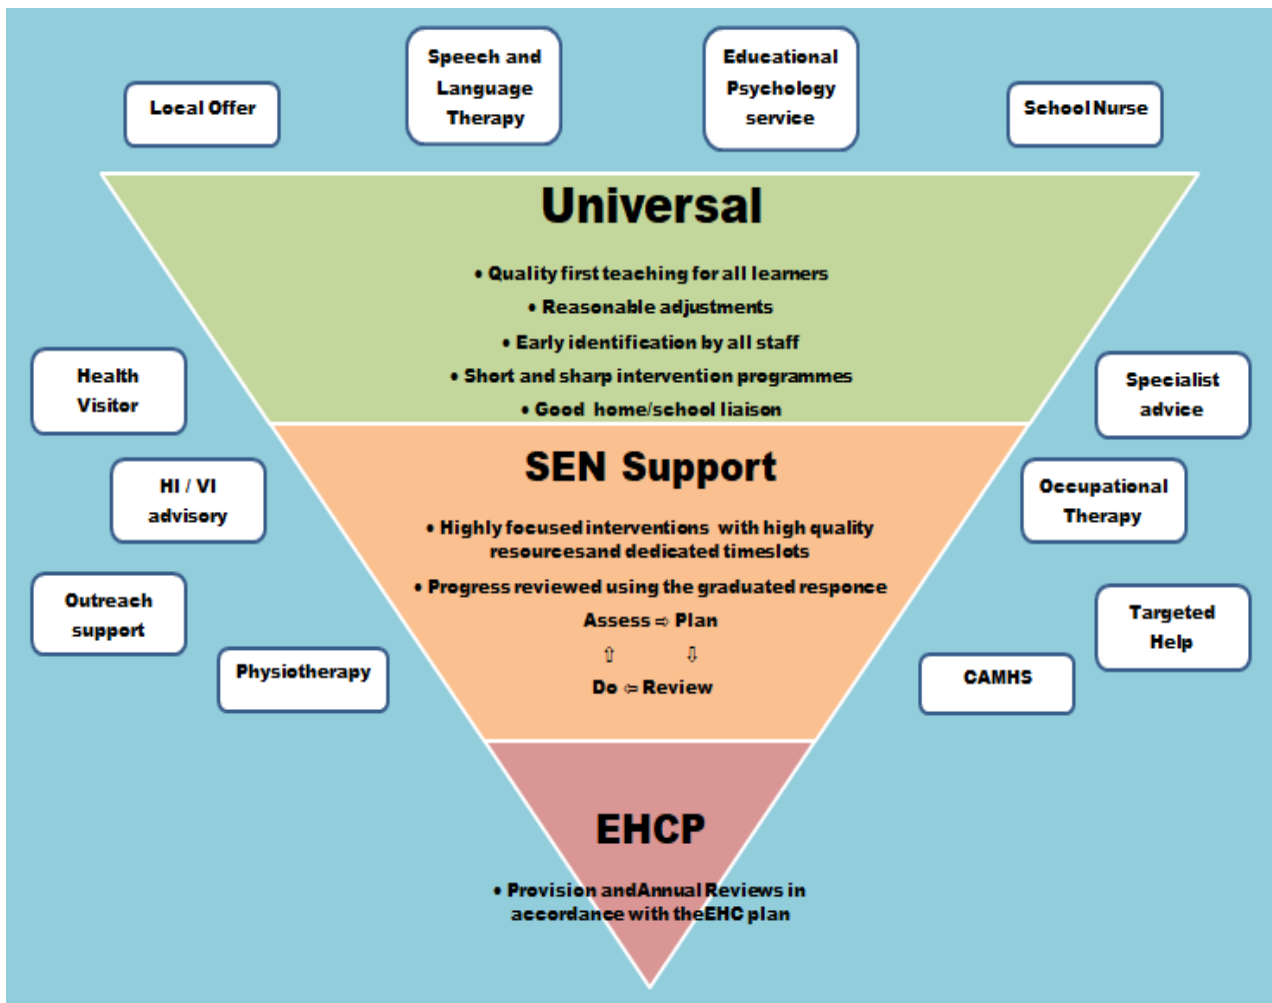 Local Offer
Speech and
Language
Therapy
Educational
Psychology
service
School Nurse
Universal
• Quality first teaching for all learners
• Reasonable adjustments
• Early identification by all staff
• Short and sharp intervention programmes
• Good home/school liaison
Health
Visitor
Specialist
advice
SEN Support
HI / VI
advisory
Occupational
Therapy
• Highly focused interventions with high quality
resourcesand dedicated timeslots
• Progress reviewed using the graduated responce
Assess ⇨ Plan
⇧ ⇩
Do ⇦ Review
Outreach
support
Targeted
Help
Physiotherapy
CAMHS
EHCP
• Provision andAnnual Reviews in
accordance with theEHC plan